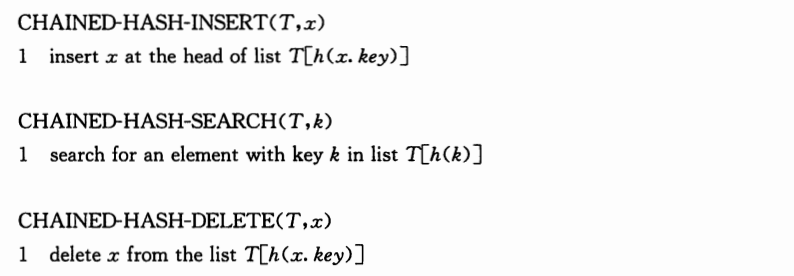 CHAINED-HASH-INSERT(T,x)
1 insert x at the head of list T[h(x.key)]
CHAINED-HASH-SEARCH(T,k)
1 search for an element with key k in list T[h(k)]
CHAINED-HASH-DELETE(T,x)
1 delete x from the list T[h(x.key)]